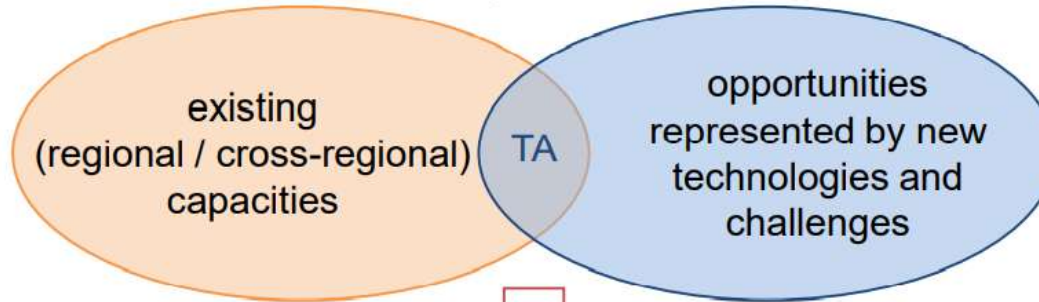 existing
(regional / cross-regional)
capacities
TA
opportunities
represented by new
technologies and
challenges